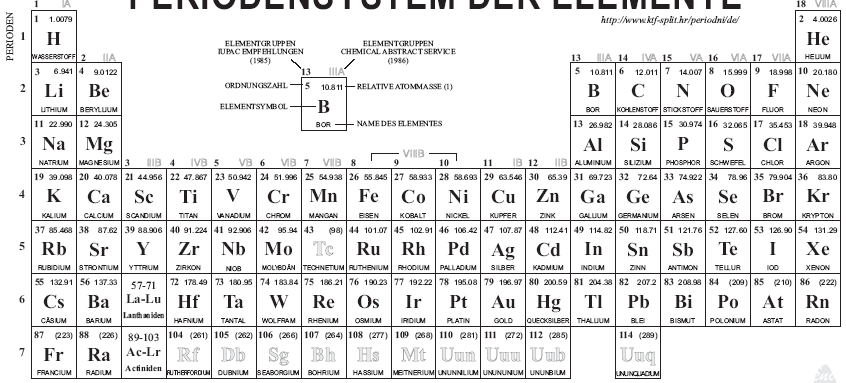 PERIODENSYSTEM DER ELEMENTE
http://www.ktf-split.hr/periodni/de/
PERIODEN
1 IA
18 VIIIA
1
1 1.0079
H
WASSERSTOFF
2 4.0026
He
HELIUM
2 IIA
13 IIIA 14 IVA 15 VA 16 VIA 17 VIIA
ELEMENTGRUPPEN
IUPAC EMPFEHLUNGEN
(1985)
ELEMENTGRUPPEN
CHEMICAL ABSTRACT SERVICE
(1986)
13 IIIA
5 10.811
B
BOR
ORDNUNGSZAHL
RELATIVE ATOMMASSE (1)
ELEMENTSYMBOL
NAME DES ELEMENTES
2
3 6.941 4 9.0122 5 10.811 6 12.011 7 14.007 8 15.999 9 18.998 10 20.180
Li Be B C N O F Ne
LITHIUM BERYLLIUM BOR KOHLENSTOFF STICKSTOFF SAUERSTOFF FLUOR NEON
3
11 22.990 12 24.305 13 26.982 14 28.086 15 30.974 16 32.065 17 35.453 18 39.948
Na Mg Al Si P S Cl Ar
NATRIUM MAGNESIUM ALUMINIUM SILIZIUM PHOSPHOR SCHWEFEL CHLOR ARGON
3 IIIB 4 IVB 5 VB 6 VIB 7 VIIB 8 9 10 VIIIB 11 IB 12 IIB
4
19 39.098 20 40.078 21 44.956 22 47.867 23 50.942 24 51.996 25 54.938 26 55.845 27 58.933 28 58.693 29 63.546 30 65.39 31 69.723 32 72.64 33 74.922 34 78.96 35 79.904 36 83.80
K Ca Sc Ti V Cr Mn Fe Co Ni Cu Zn Ga Ge As Se Br Kr
KALIUM CALCIUM SCANDIUM TITAN VANADIUM CHROM MANGAN EISEN KOBALT NICKEL KUPFER ZINK GALLIUM GERMANIUM ARSEN SELEN BROM KRYPTON
5
37 85.468 38 87.62 39 88.906 40 91.224 41 92.906 42 95.94 43 (98) 44 101.07 45 102.91 46 106.42 47 107.87 48 112.41 49 114.82 50 118.71 51 121.76 52 127.60 53 126.90 54 131.29
Rb Sr Y Zr Nb Mo Tc Ru Rh Pd Ag Cd In Sn Sb Te I Xe
RUBIDIUM STRONTIUM YTTRIUM ZIRKON NIOB MOLYBDÄN TECHNETIUM RUTHENIUM RHODIUM PALLADIUM SILBER CADMIUM INDIUM ZINN ANTIMON TELLUR IOD XENON
6
55 132.91 56 137.33 57-71 72 178.49 73 180.95 74 183.84 75 186.21 76 190.23 77 192.22 78 195.08 79 196.97 80 200.59 81 204.38 82 207.2 83 208.98 84 (209) 85 (210) 86 (222)
Cs Ba La-Lu Hf Ta W Re Os Ir Pt Au Hg Tl Pb Bi Po At Rn
CÄSIUM BARIUM Lanthaniden HAFNIUM TANTAL WOLFRAM RHENIUM OSMIUM IRIDIUM PLATIN GOLD QUECKSILBER THALLIUM BLEI BISMUT POLONIUM ASTAT RADON
7
87 (223) 88 (226) 89-103 104 (261) 105 (262) 106 (266) 107 (264) 108 (277) 109 (268) 110 (281) 111 (272) 112 (285) 114 (289)
Fr Ra Ac-Lr Rf Db Sg Bh Hs Mt Uun Uuu Uub Uuq
FRANCIUM RADIUM Actiniden RUTHERFORDIUM DUBNIUM SEABORGIUM BOHRIUM HASSIUM MEITNERIUM UNUNNILIUM UNUNUNIUM UNUNBIUM UNUNQUADIUM